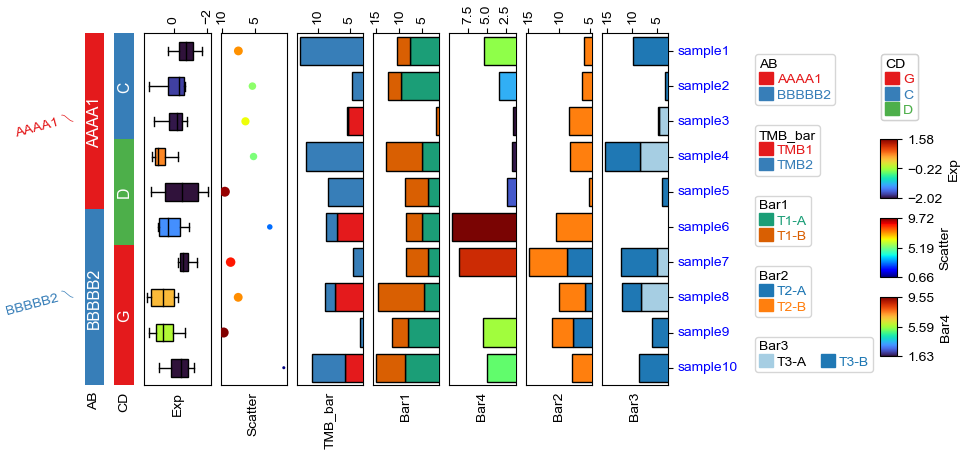 0 −2
5
10 5
15 10 5
7.5 5.0 2.5
10 5
15 5
AAAA1
BBBBB2
AAAA1
BBBBB2
C
D
G
sample1
sample2
sample3
sample4
sample5
sample6
sample7
sample8
sample9
sample10
AB
CD
Exp
Scatter
TMB_bar
Bar1
Bar4
Bar2
Bar3
AB
AAAA1
BBBBB2
TMB_bar
TMB1
TMB2
Bar1
T1-A
T1-B
Bar2
T2-A
T2-B
Bar3
T3-A T3-B
CD
G
C
D
1.58
−0.22
−2.02
Exp
9.72
5.19
0.66
Scatter
9.55
5.59
1.63
Bar4